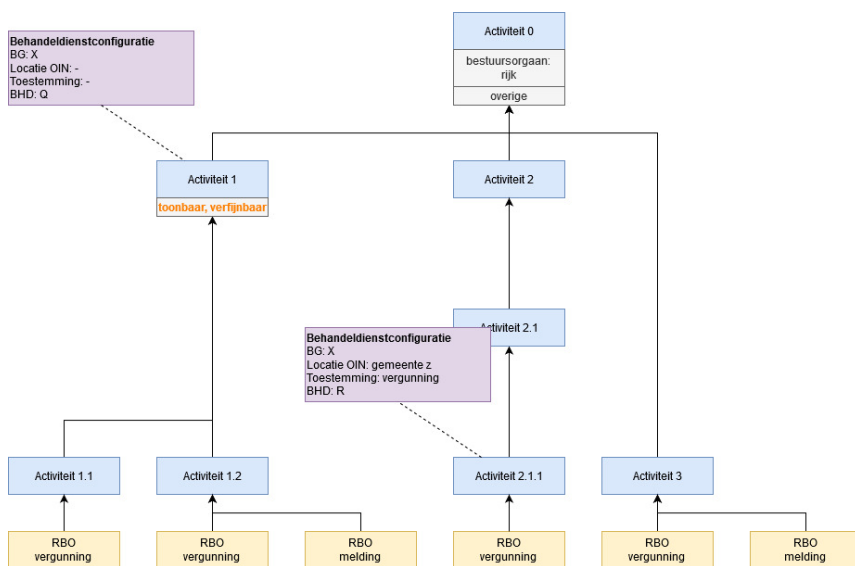 Behandeldienstconfiguratie
BG: X
Locatie OIN: -
Toestemming: -
BHD: Q
Activiteit 0
bestuursorgaan:
rijk
overige
Activiteit 1
toonbaar, verfijnbaar
Activiteit 2
Activiteit 2.1
Behandeldienstconfiguratie
BG: X
Locatie OIN: gemeente z
Toestemming: vergunning
BHD: R
Activiteit 1.1
Activiteit 1.2
Activiteit 2.1.1
Activiteit 3
RBO
vergunning
RBO
vergunning
RBO
melding
RBO
vergunning
RBO
vergunning
RBO
melding